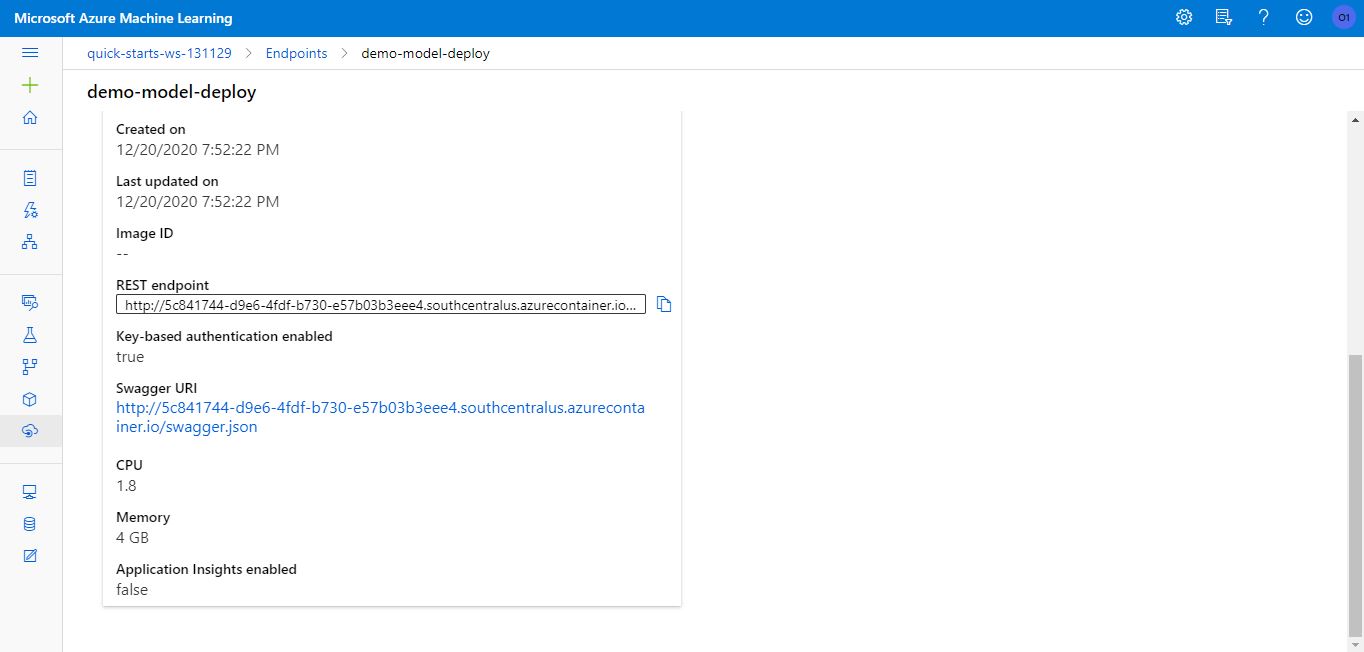 Microsoft Azure Machine Learning
?
O1
quick-starts-ws-131129 > Endpoints > demo-model-deploy
demo-model-deploy
Created on
12/20/2020 7:52:22 PM
Last updated on
12/20/2020 7:52:22 PM
Image ID
--
REST endpoint
http://5c841744-d9e6-4fdf-b730-e57b03b3eee4.southcentralus.azurecontainer.io...
Key-based authentication enabled
true
Swagger URI
http://5c841744-d9e6-4fdf-b730-e57b03b3eee4.southcentralus.azureconta
iner.io/swagger.json
CPU
1.8
Memory
4 GB
Application Insights enabled
false